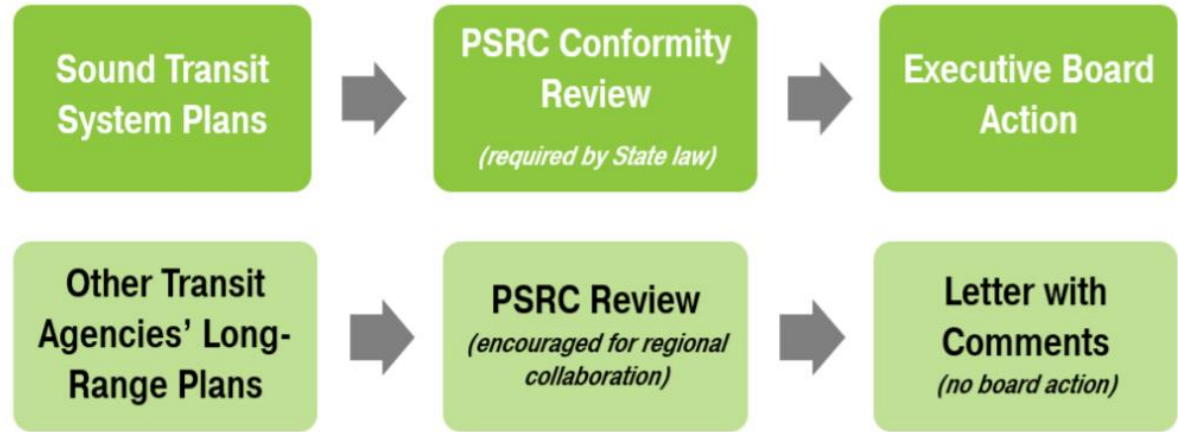 Sound Transit
System Plans
PSRC Conformity
Review
(required by State law)
Executive Board
Action
Other Transit
Agencies’ Long-
Range Plans
PSRC Review
(encouraged for regional
collaboration)
Letter with
Comments
(no board action)